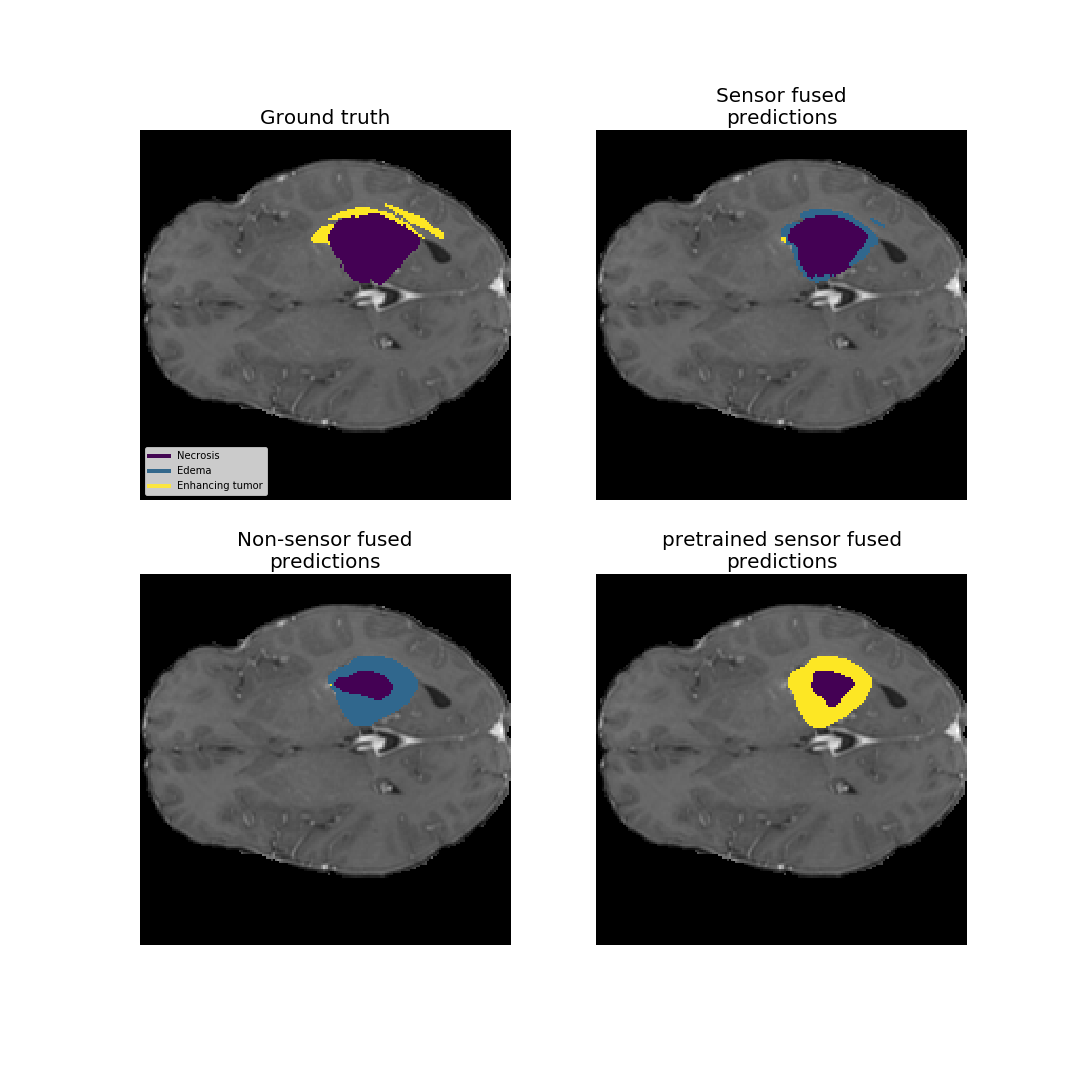 Ground truth
Sensor fused
predictions
Necrosis
Edema
Enhancing tumor
Non-sensor fused
predictions
pretrained sensor fused
predictions